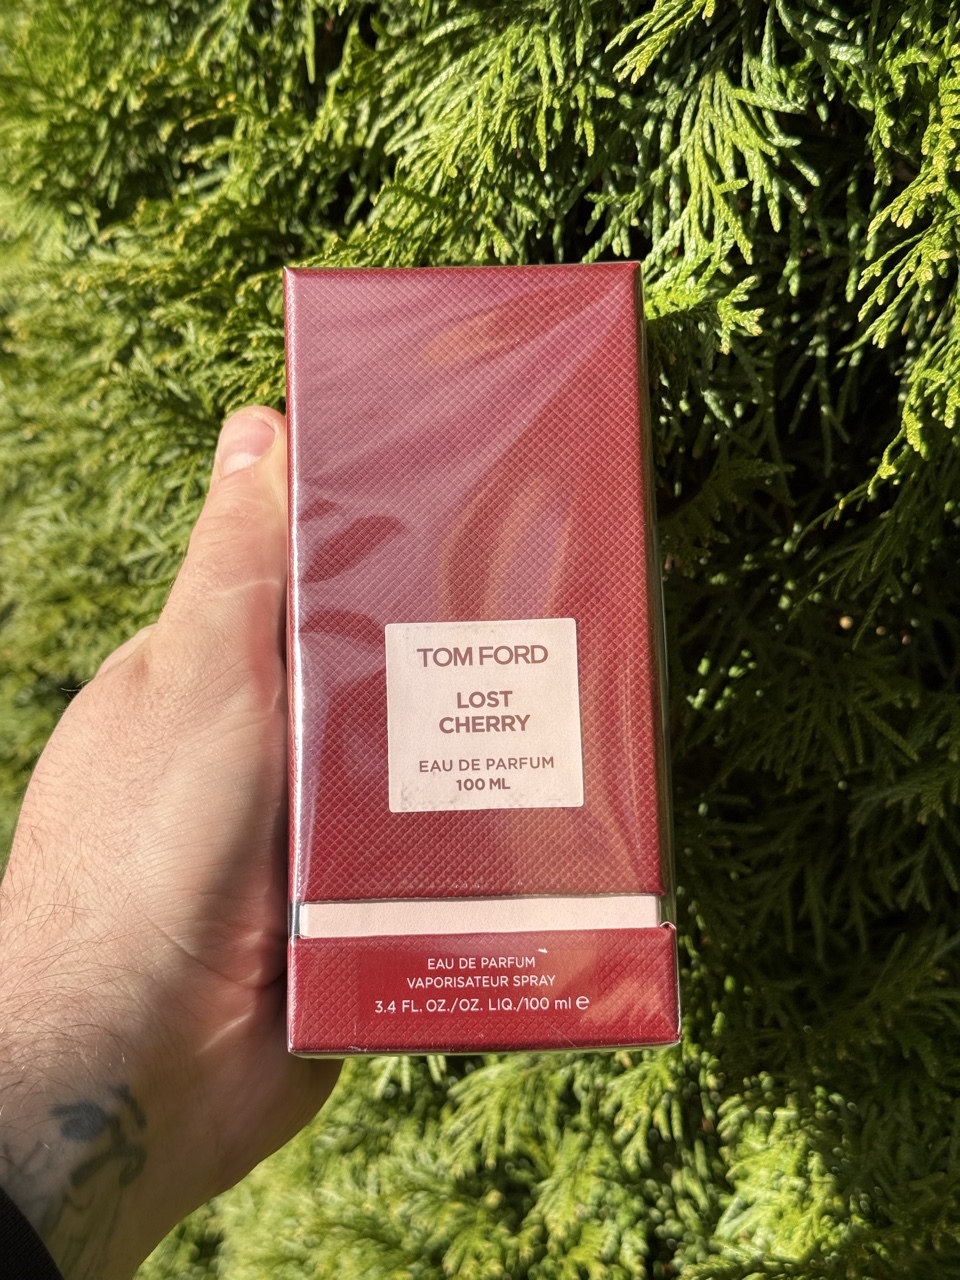 TOM FORD
LOST
CHERRY
EAU DE PARFUM
100 ML
EAU DE PARFUM
VAPORISATEUR SPRAY
3.4 FL. OZ./OZ. LIQ./100 ml ℮